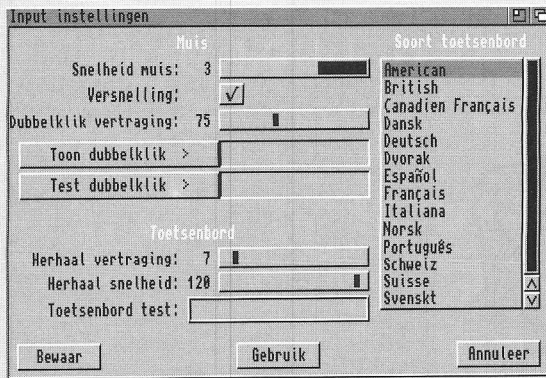 Input instellingen
Muis
Snelheid muis: 3
Versnelling: √
Dubbelklik vertraging: 75
Toon dubbelklik >
Test dubbelklik >
Toetsenbord
Herhaal vertraging: 7
Herhaal snelheid: 120
Toetsenbord test:
Soort toetsenbord
American
British
Canadien Français
Dansk
Deutsch
Dvorak
Español
Français
Italiana
Norsk
Português
Schweiz
Suisse
Svenskt
Bewaar
Gebruik
Annuleer